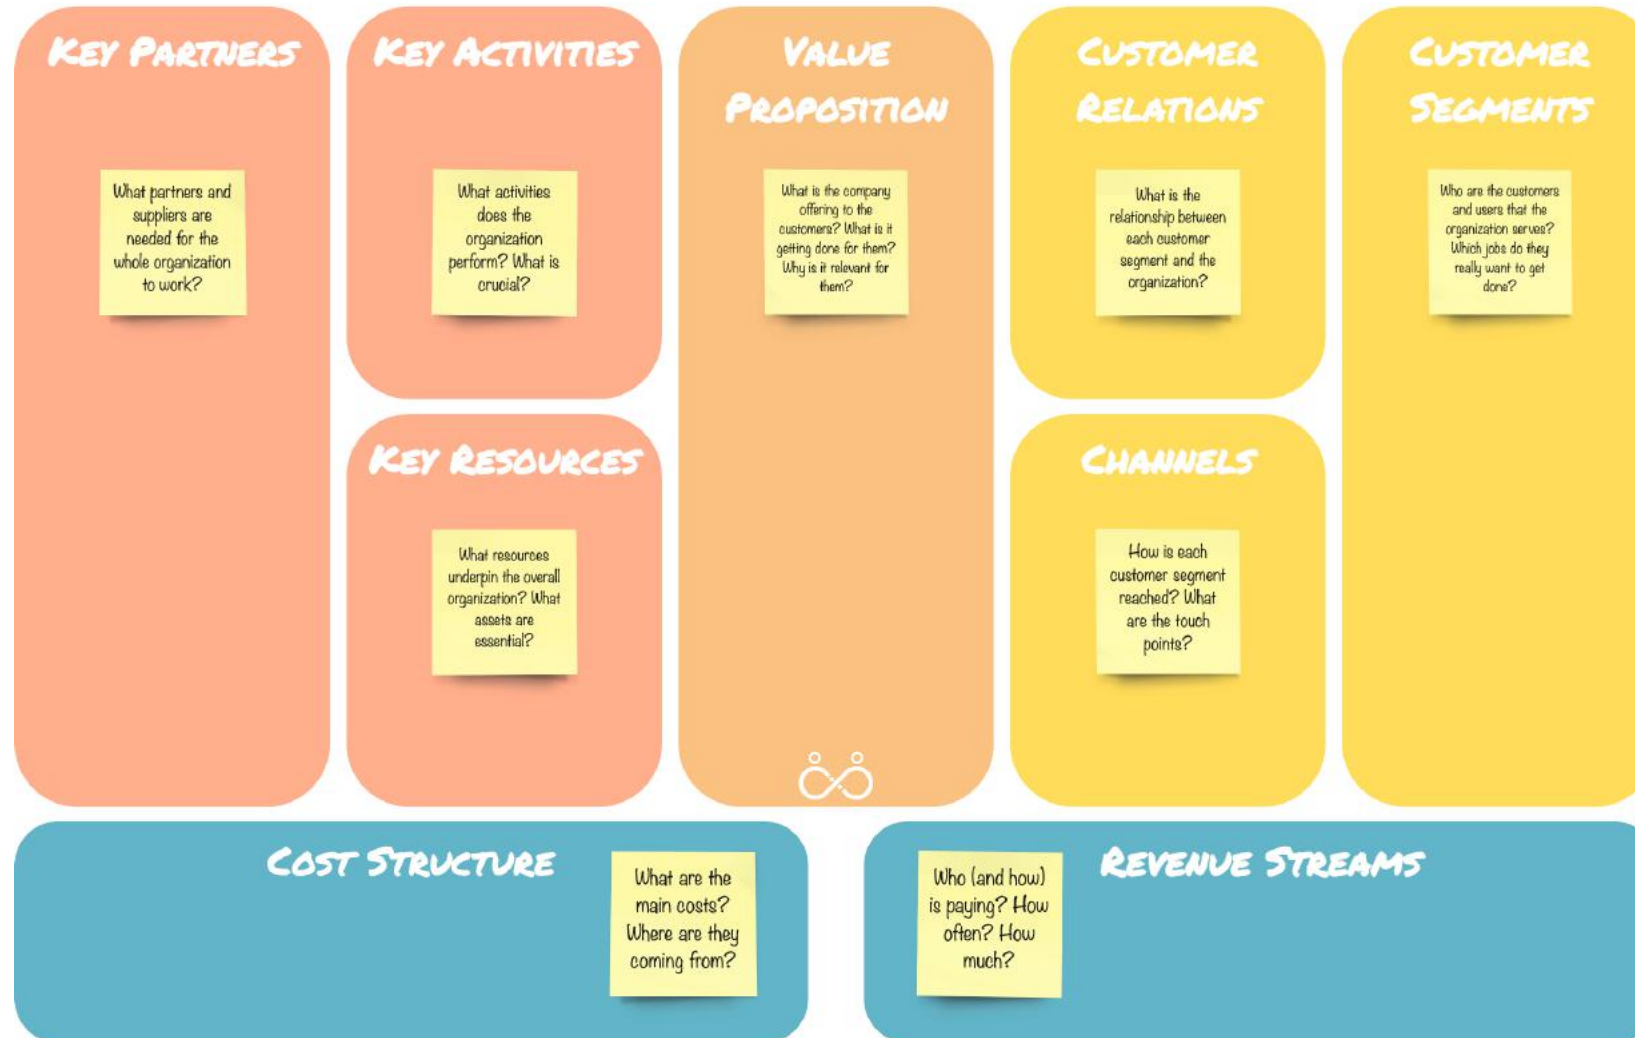 KEY PARTNERS
What partners and
suppliers are
needed for the
whole organization
to work?
KEY ACTIVITIES
What activities
does the
organization
perform? What is
crucial?
KEY RESOURCES
What resources
underpin the overall
organization? What
assets are
essential?
VALUE
PROPOSITION
What is the company
offering to the
customers? What is it
getting done for them?
Why is it relevant for
them?
CUSTOMER
RELATIONS
What is the
relationship between
each customer
segment and the
organization?
CHANNELS
How is each
customer segment
reached? What
are the touch
points?
CUSTOMER
SEGMENTS
Who are the customers
and users that the
organization serves?
Which jobs do they
really want to get
done?
COST STRUCTURE
What are the
main costs?
Where are they
coming from?
REVENUE STREAMS
Who (and how)
is paying? How
often? How
much?